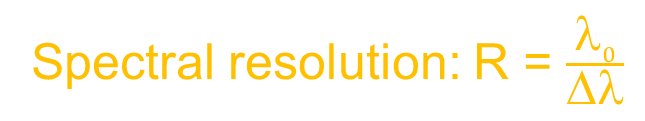 Spectral resolution: R = λ₀/Δλ